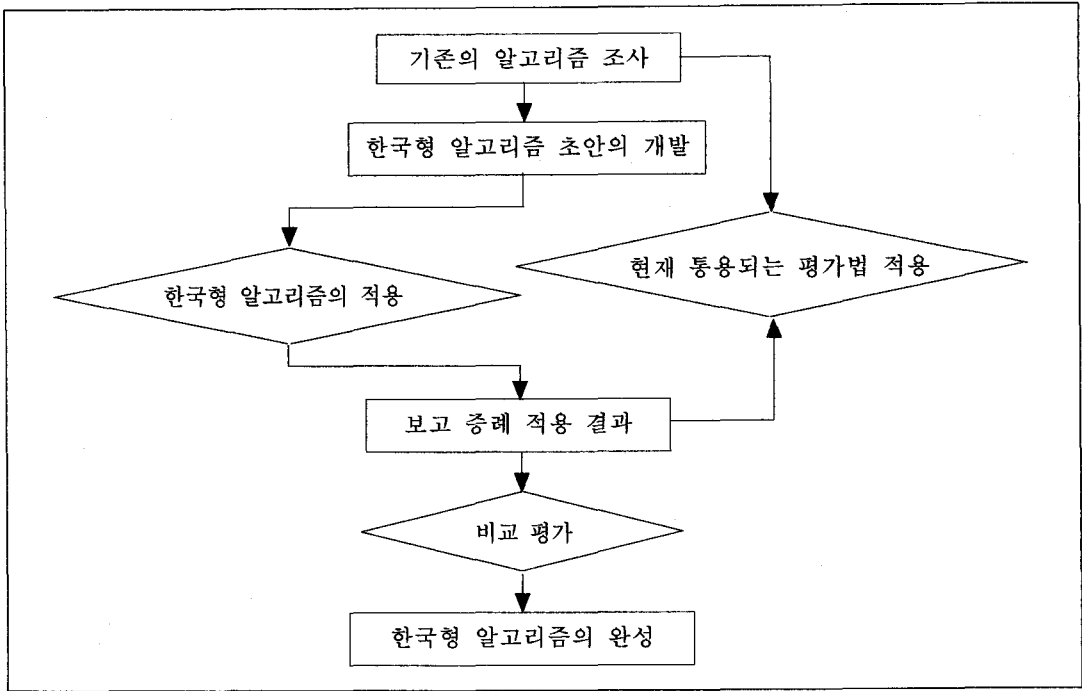 기존의 알고리즘 조사
한국형 알고리즘 초안의 개발
현재 통용되는 평가법 적용
한국형 알고리즘의 적용
보고 증례 적용 결과
비교 평가
한국형 알고리즘의 완성